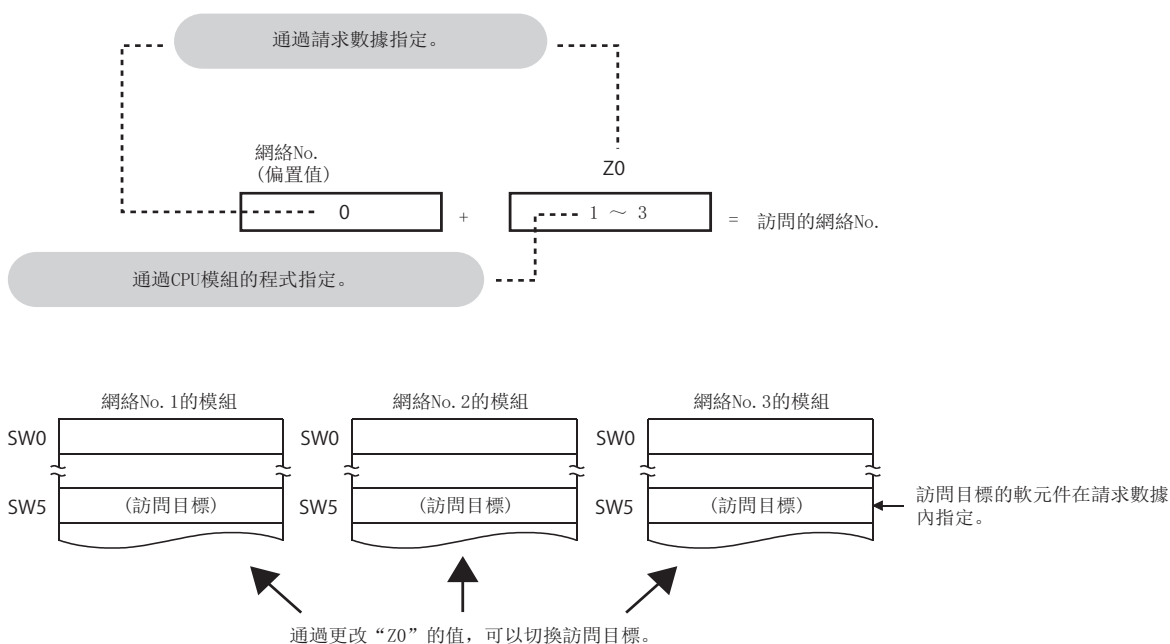 通過請求數據指定。
網絡No.
(偏置值)
Z0
0
+
1 ～ 3
= 訪問的網絡No.
通過CPU模組的程式指定。
網絡No.1的模組
網絡No.2的模組
網絡No.3的模組
SW0
SW0
SW0
SW5
(訪問目標)
SW5
(訪問目標)
SW5
(訪問目標)
訪問目標的軟元件在請求數據
內指定。
通過更改“Z0”的值，可以切換訪問目標。